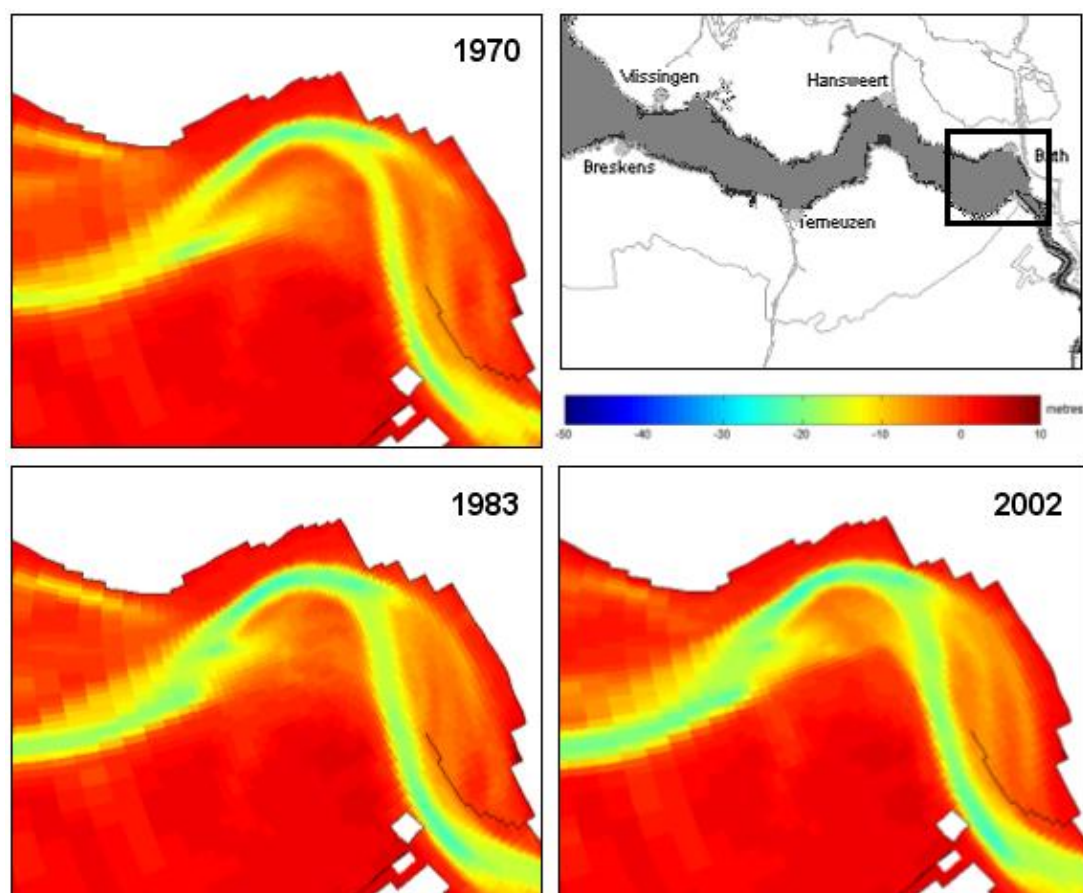 1970
Vlissingen
Hansweert
Bath
Breskens
Terneuzen
metres
-50 -40 -30 -20 -10 0 10
1983
2002